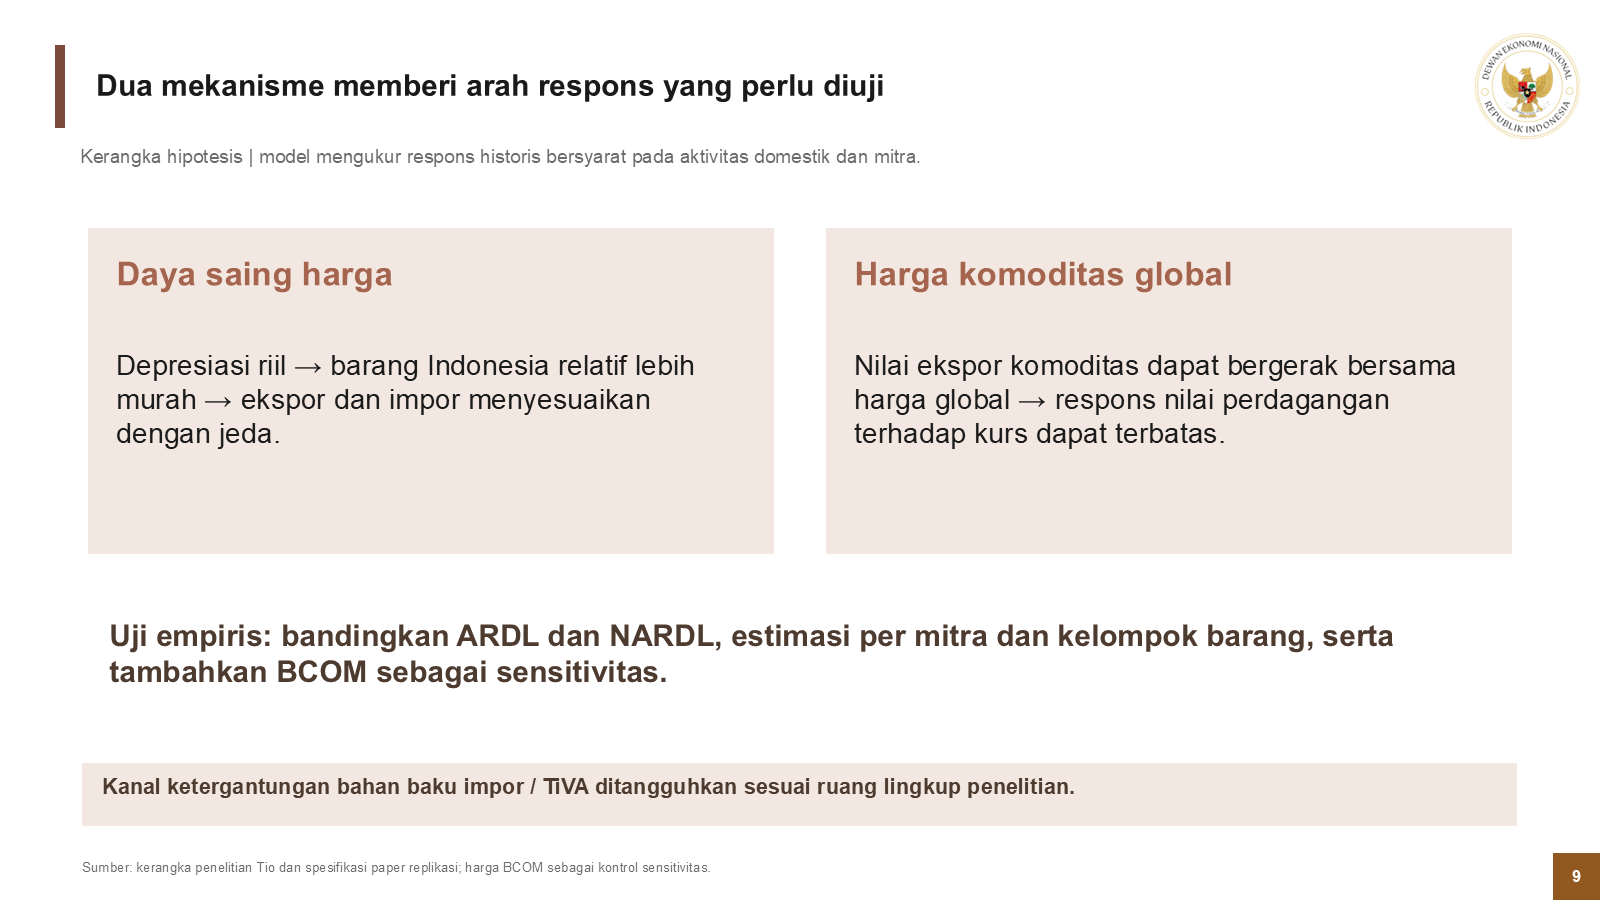 Dua mekanisme memberi arah respons yang perlu diuji
DEWAN EKONOMI NASIONAL
REPUBLIK INDONESIA
Kerangka hipotesis | model mengukur respons historis bersyarat pada aktivitas domestik dan mitra.
Daya saing harga
Depresiasi riil → barang Indonesia relatif lebih
murah → ekspor dan impor menyesuaikan
dengan jeda.
Harga komoditas global
Nilai ekspor komoditas dapat bergerak bersama
harga global → respons nilai perdagangan
terhadap kurs dapat terbatas.
Uji empiris: bandingkan ARDL dan NARDL, estimasi per mitra dan kelompok barang, serta
tambahkan BCOM sebagai sensitivitas.
Kanal ketergantungan bahan baku impor / TiVA ditangguhkan sesuai ruang lingkup penelitian.
Sumber: kerangka penelitian Tio dan spesifikasi paper replikasi; harga BCOM sebagai kontrol sensitivitas.
9